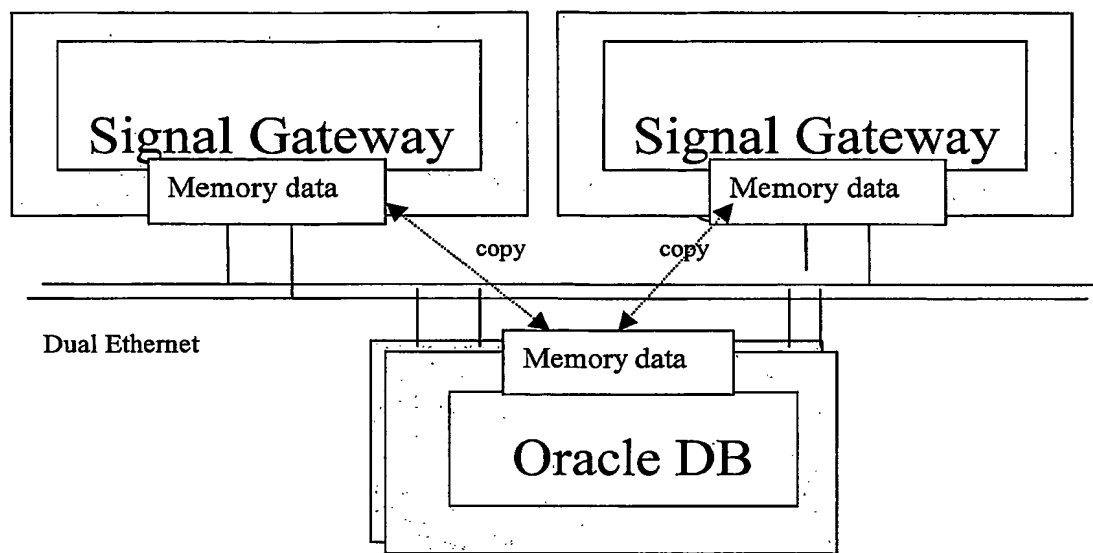 Signal Gateway
Signal Gateway
Memory data
Memory data
copy
copy
Dual Ethernet
Memory data
Oracle DB